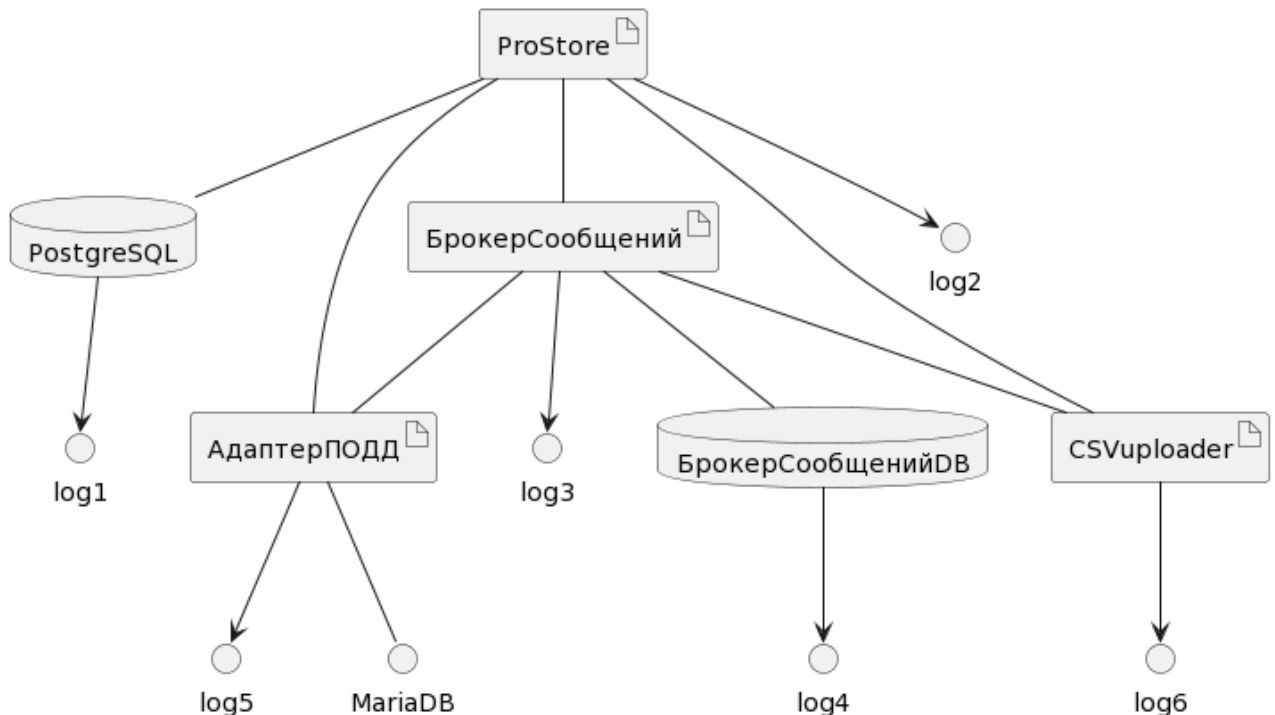 ProStore
PostgreSQL
БрокерСообщений
log2
log1
АдаптерПОДД
log3
БрокерСообщенийDB
CSVuploader
log5
MariaDB
log4
log6